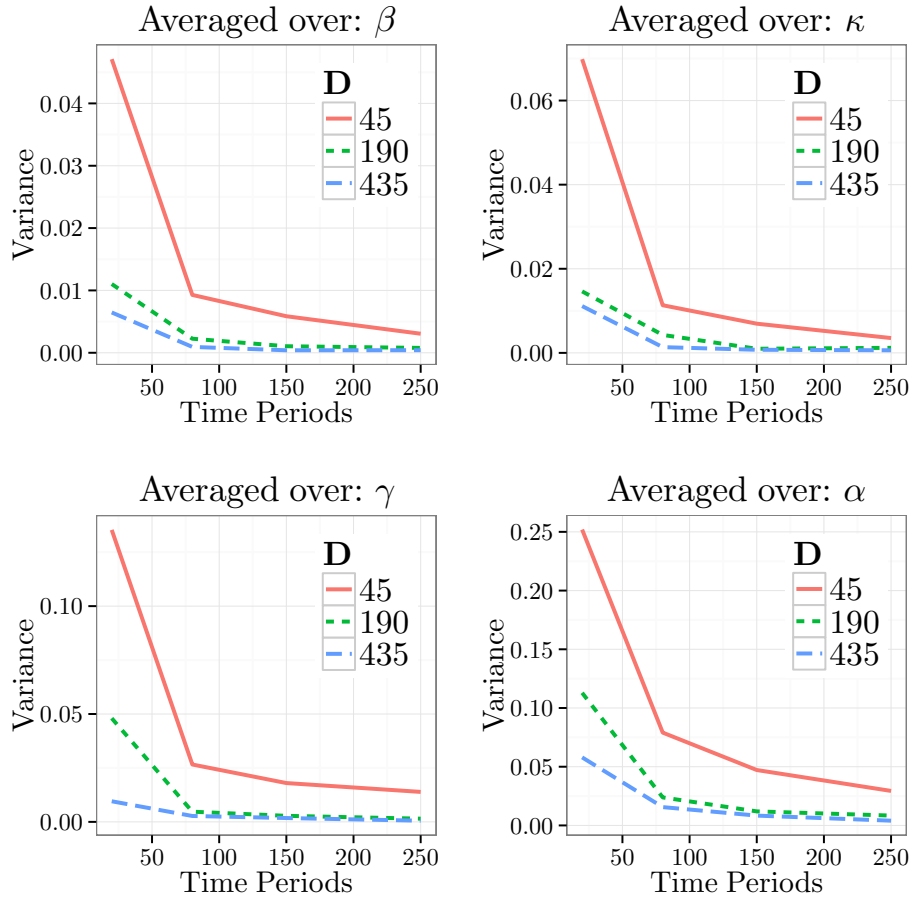 Averaged over: β
Variance
0.04
0.03
0.02
0.01
0.00
D
45
190
435
50 100 150 200 250
Time Periods
Averaged over: κ
Variance
0.06
0.04
0.02
0.00
D
45
190
435
50 100 150 200 250
Time Periods
Averaged over: γ
Variance
0.10
0.05
0.00
D
45
190
435
50 100 150 200 250
Time Periods
Averaged over: α
Variance
0.25
0.20
0.15
0.10
0.05
0.00
D
45
190
435
50 100 150 200 250
Time Periods